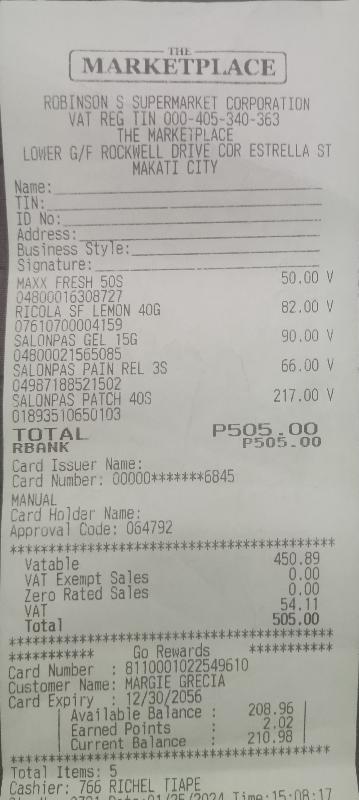 THE
MARKETPLACE
ROBINSON S SUPERMARKET CORPORATION
VAT REG TIN 000-405-340-363
THE MARKETPLACE
LOWER G/F ROCKWELL DRIVE COR ESTRELLA ST
MAKATI CITY
Name:
TIN:
ID No:
Address:
Business Style:
Signature:
MAXX FRESH 50S 50.00 V
04800016308727
RICOLA SF LEMON 40G 82.00 V
07610700004159
SALONPAS GEL 15G 90.00 V
04800021565085
SALONPAS PAIN REL 3S 66.00 V
04987188521502
SALONPAS PATCH 40S 217.00 V
01893510650103
TOTAL P505.00
RBANK P505.00
Card Issuer Name:
Card Number: 00000*******6845
MANUAL
Card Holder Name:
Approval Code: 064792
Vatable 450.89
VAT Exempt Sales 0.00
Zero Rated Sales 0.00
VAT 54.11
Total 505.00
*********** Go Rewards ***********
Card Number : 8110001022549610
Customer Name: MARGIE GRECIA
Card Expiry : 12/30/2056
Available Balance : 208.96
Earned Points : 2.02
Current Balance : 210.98
Total Items: 5
Cashier: 766 RICHEL TIAPE
Date:01/25/2024 Time:15:08:17